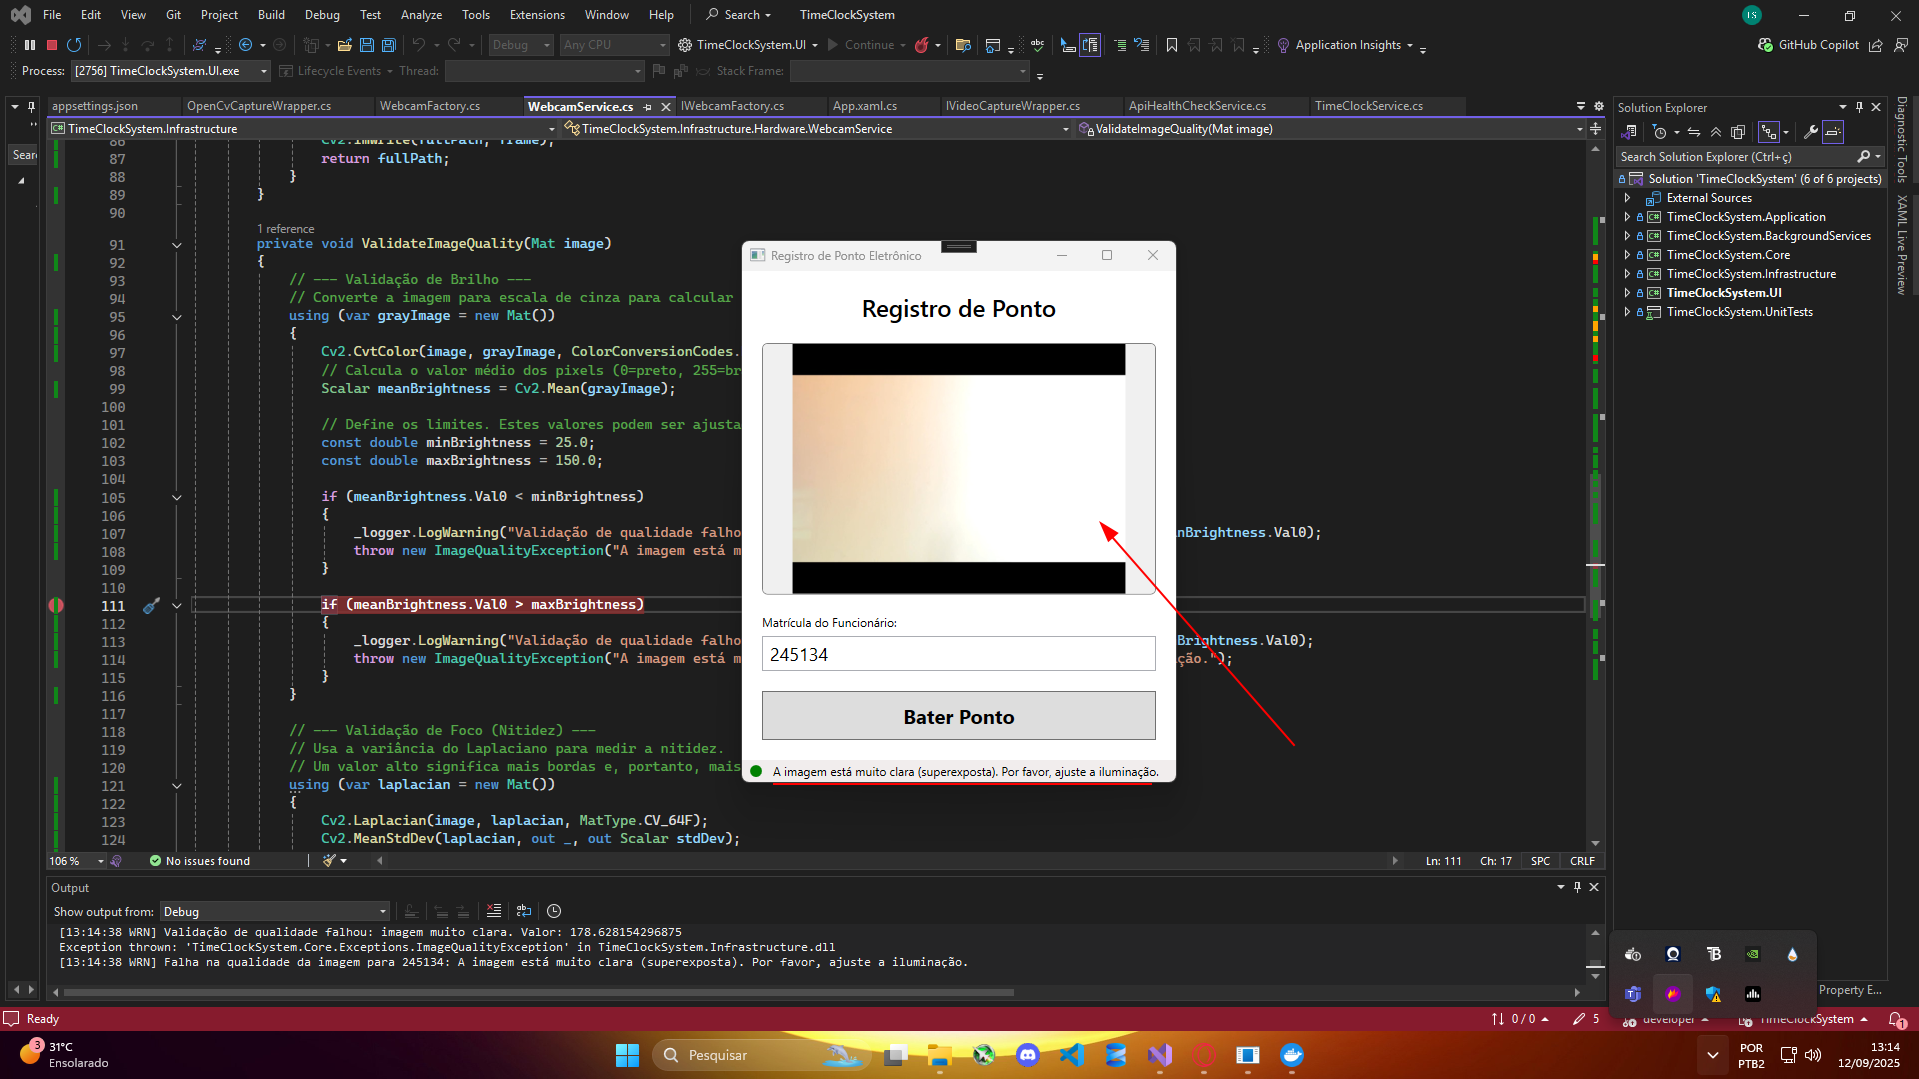 File Edit View Git Project Build Debug Test Analyze Tools Extensions Window Help Search TimeClockSystem
Debug Any CPU TimeClockSystem.UI Continue Application Insights GitHub Copilot
Process: [2756] TimeClockSystem.UI.exe Lifecycle Events Thread: Stack Frame:
appsettings.json OpenCvCaptureWrapper.cs WebcamFactory.cs WebcamService.cs IWebcamFactory.cs App.xaml.cs IVideoCaptureWrapper.cs ApiHealthCheckService.cs TimeClockService.cs
TimeClockSystem.Infrastructure TimeClockSystem.Infrastructure.Hardware.WebcamService ValidateImageQuality(Mat image)
86 Cv2.ImWrite(fullPath, frame);
87 return fullPath;
88 }
89 }
90
1 reference
91 private void ValidateImageQuality(Mat image)
92 {
93 // --- Validação de Brilho ---
94 // Converte a imagem para escala de cinza para calcular
95 using (var grayImage = new Mat())
96 {
97 Cv2.CvtColor(image, grayImage, ColorConversionCodes.
98 // Calcula o valor médio dos pixels (0=preto, 255=br
99 Scalar meanBrightness = Cv2.Mean(grayImage);
100
101 // Define os limites. Estes valores podem ser ajusta
102 const double minBrightness = 25.0;
103 const double maxBrightness = 150.0;
104
105 if (meanBrightness.Val0 < minBrightness)
106 {
107 _logger.LogWarning("Validação de qualidade falho nBrightness.Val0);
108 throw new ImageQualityException("A imagem está m
109 }
110
111 if (meanBrightness.Val0 > maxBrightness)
112 {
113 _logger.LogWarning("Validação de qualidade falho Brightness.Val0);
114 throw new ImageQualityException("A imagem está m ção.");
115 }
116 }
117
118 // --- Validação de Foco (Nitidez) ---
119 // Usa a variância do Laplaciano para medir a nitidez.
120 // Um valor alto significa mais bordas e, portanto, mais
121 using (var laplacian = new Mat())
122 {
123 Cv2.Laplacian(image, laplacian, MatType.CV_64F);
124 Cv2.MeanStdDev(laplacian, out _, out Scalar stdDev);
106 % No issues found Ln: 111 Ch: 17 SPC CRLF
Registro de Ponto Eletrônico
Registro de Ponto
Matrícula do Funcionário:
245134
Bater Ponto
A imagem está muito clara (superexposta). Por favor, ajuste a iluminação.
Sear
Solution Explorer
Search Solution Explorer (Ctrl+ç)
Solution 'TimeClockSystem' (6 of 6 projects)
External Sources
TimeClockSystem.Application
TimeClockSystem.BackgroundServices
TimeClockSystem.Core
TimeClockSystem.Infrastructure
TimeClockSystem.UI
TimeClockSystem.UnitTests
Diagnostic Tools
XAML Live Preview
Property E...
Output
Show output from: Debug
[13:14:38 WRN] Validação de qualidade falhou: imagem muito clara. Valor: 178.628154296875
Exception thrown: 'TimeClockSystem.Core.Exceptions.ImageQualityException' in TimeClockSystem.Infrastructure.dll
[13:14:38 WRN] Falha na qualidade da imagem para 245134: A imagem está muito clara (superexposta). Por favor, ajuste a iluminação.
Ready 0 / 0 5 developer TimeClockSystem 1
3 31°C
Ensolarado
Pesquisar
POR
PTB2
13:14
12/09/2025